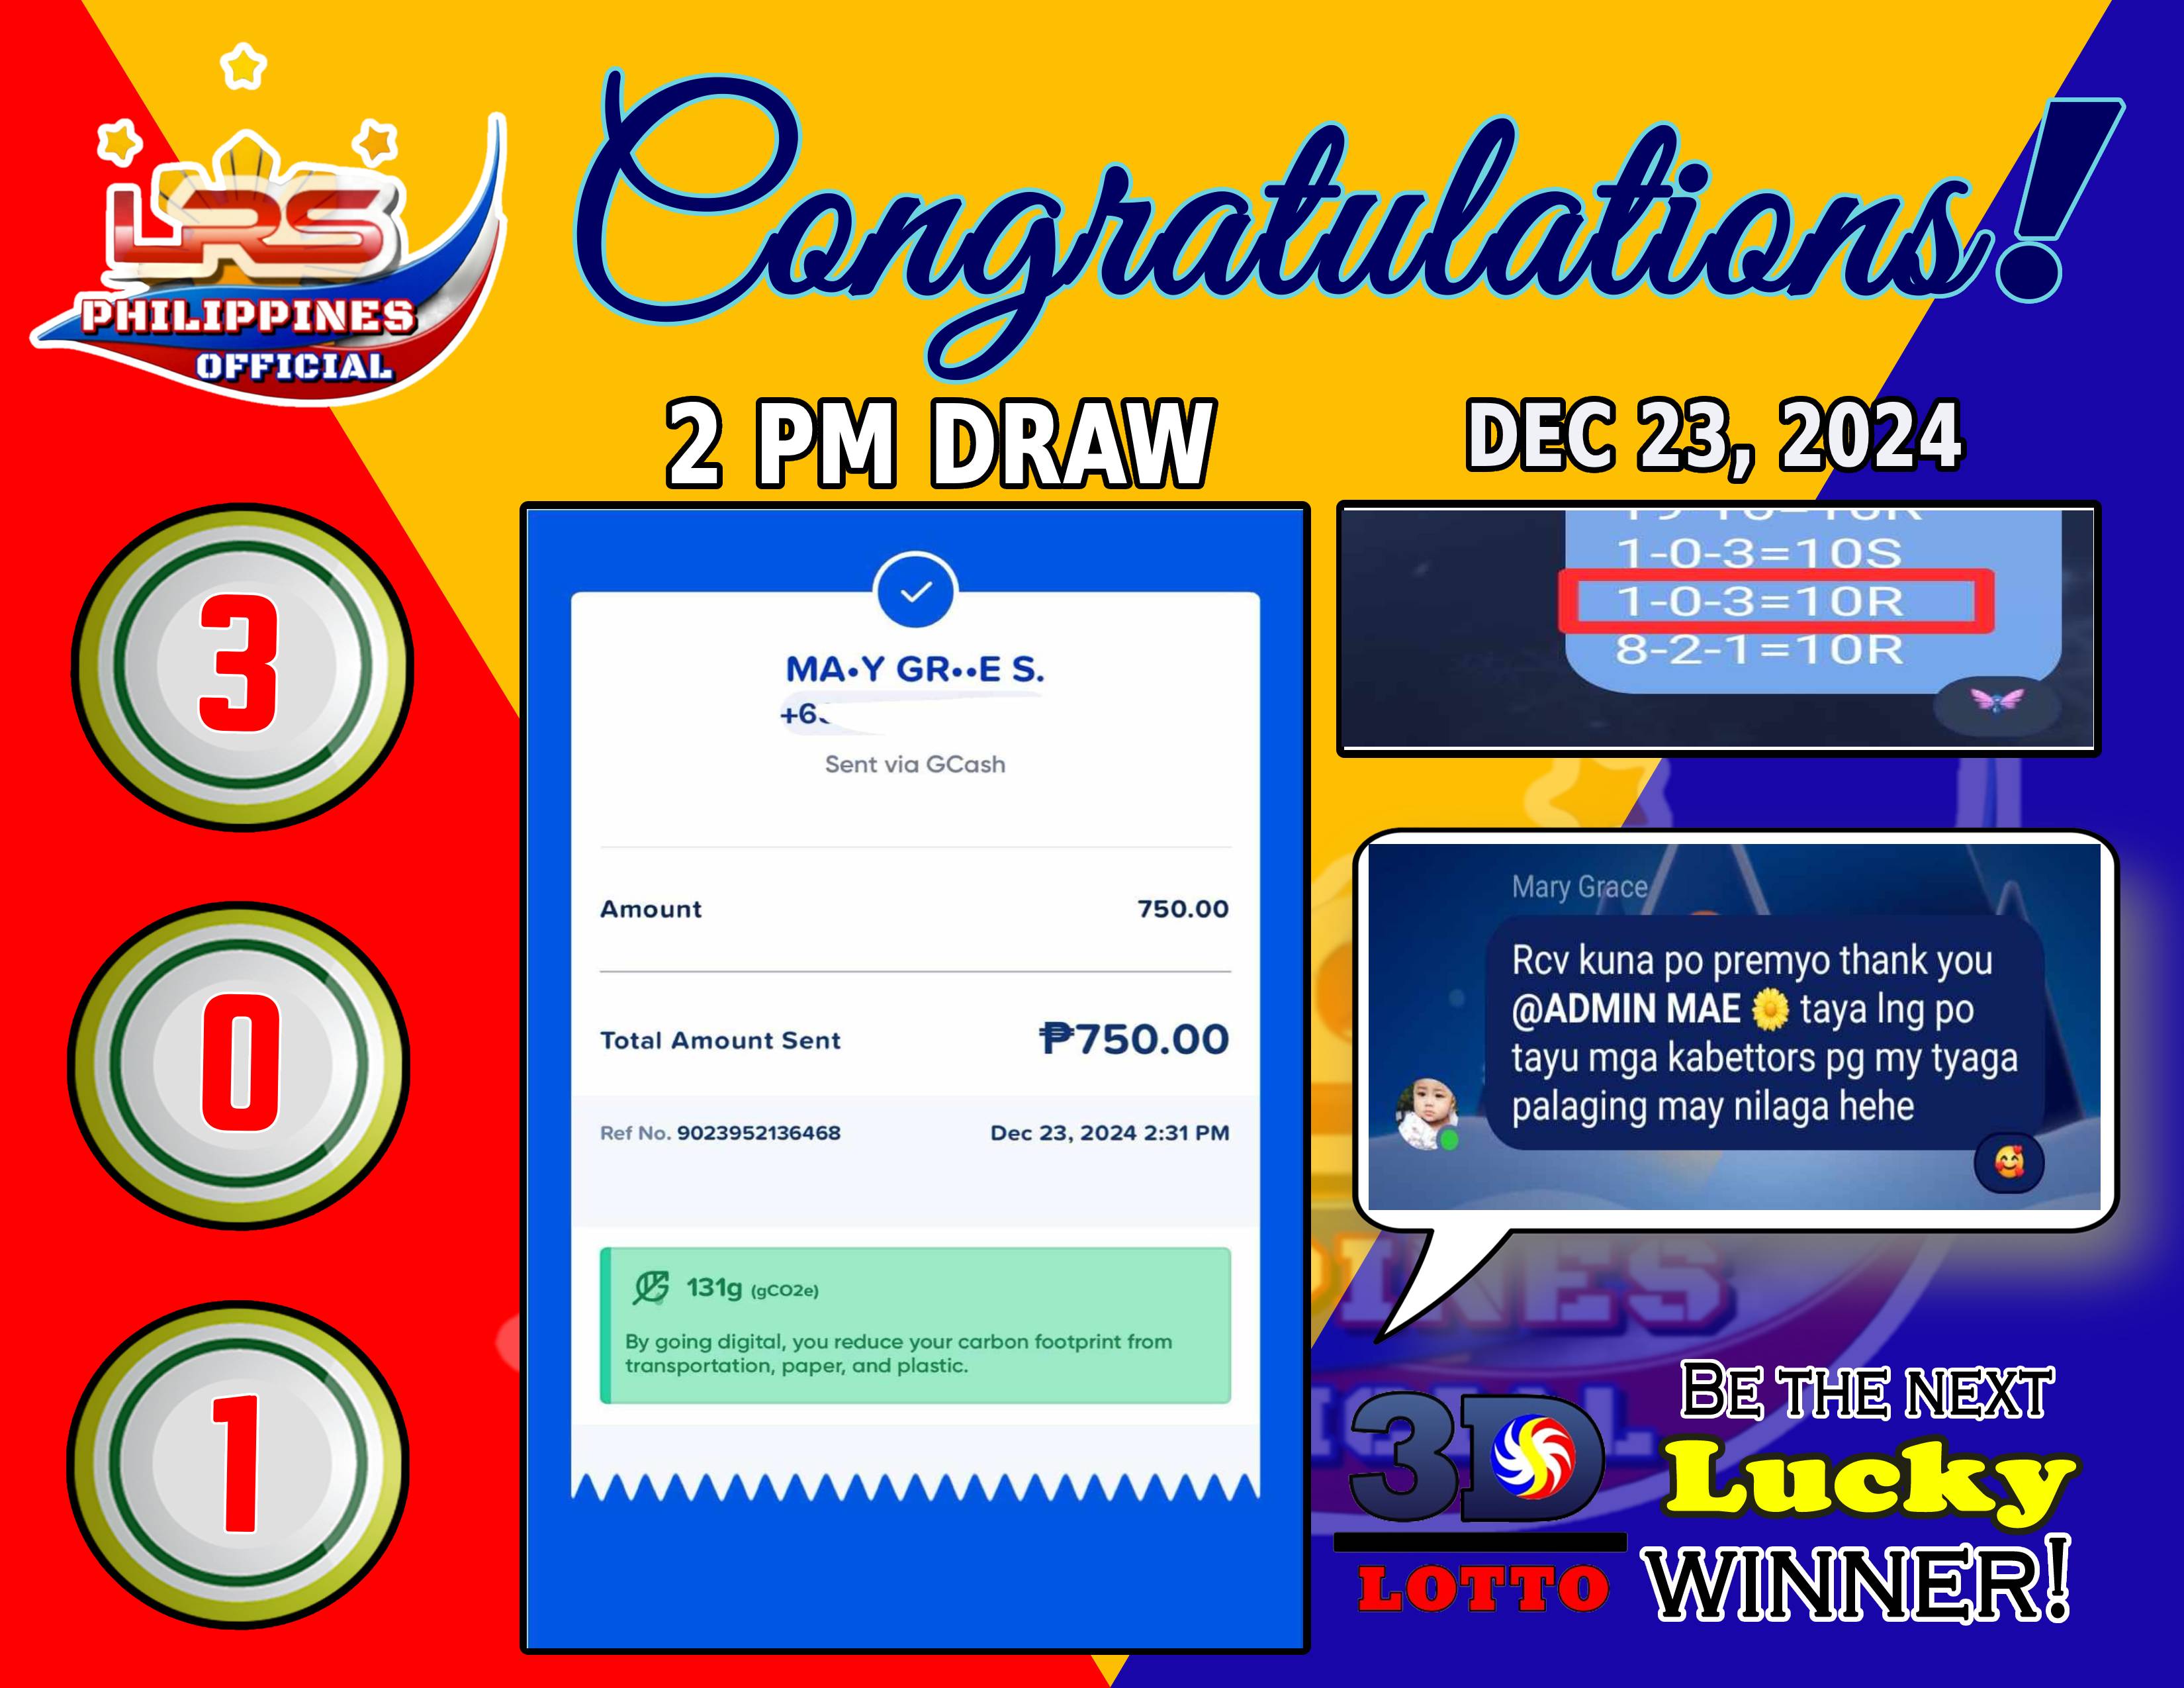 LRS
PHILIPPINES
OFFICIAL
Congratulations!
2 PM DRAW
DEC 23, 2024
3
0
1
MA•Y GR••E S.
Sent via GCash
Amount 750.00
Total Amount Sent ₱750.00
Ref No. 9023952136468 Dec 23, 2024 2:31 PM
131g (gCO2e)
By going digital, you reduce your carbon footprint from
transportation, paper, and plastic.
1-0-3=10S
1-0-3=10R
8-2-1=10R
Mary Grace
Rcv kuna po premyo thank you
@ADMIN MAE 🌼 taya lng po
tayu mga kabettors pg my tyaga
palaging may nilaga hehe
3D
LOTTO
BE THE NEXT
Lucky
WINNER!